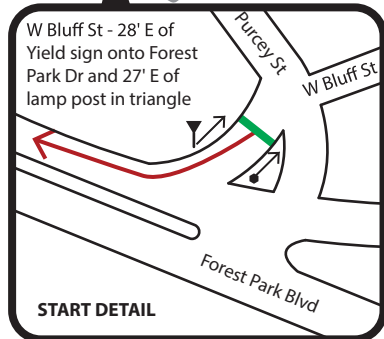 W Bluff St - 28' E of
Yield sign onto Forest
Park Dr and 27' E of
lamp post in triangle
Purcey St
W Bluff St
Forest Park Blvd
START DETAIL